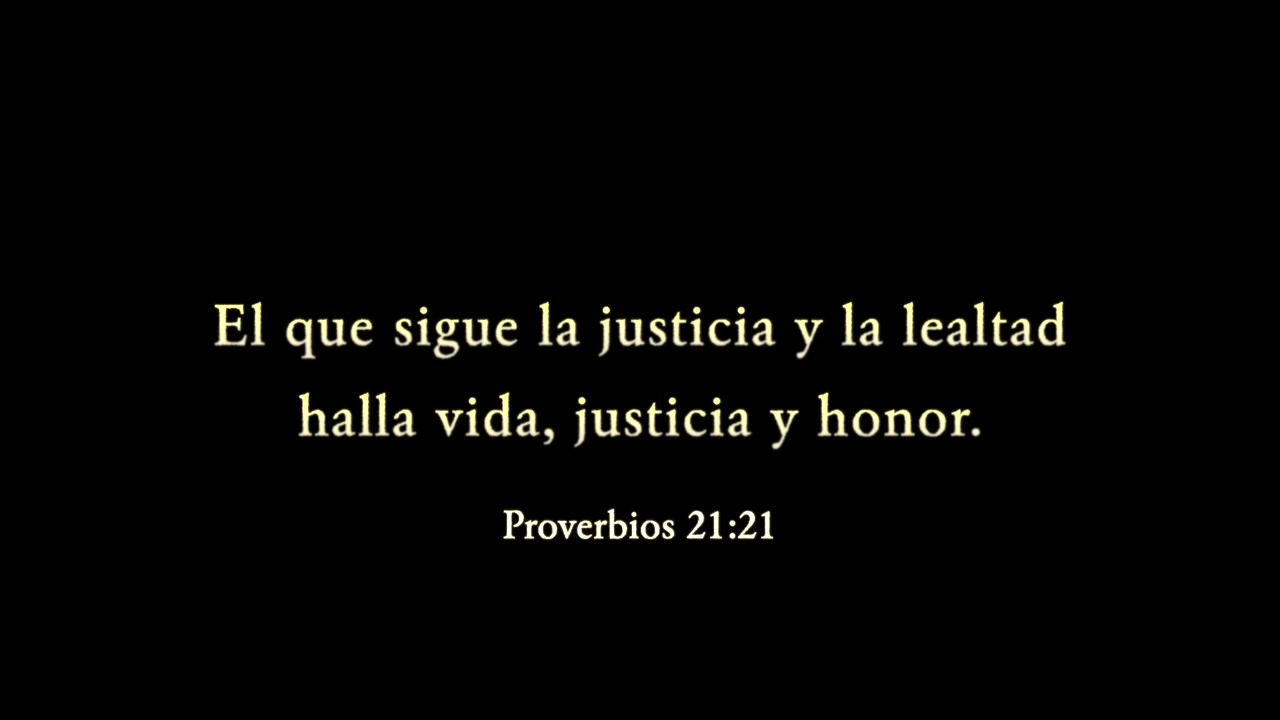 El que sigue la justicia y la lealtad
halla vida, justicia y honor.
Proverbios 21:21